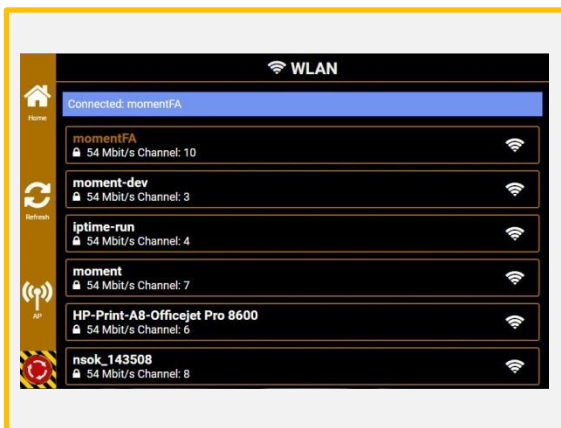 WLAN
Home
Connected: momentFA
momentFA
54 Mbit/s Channel: 10
moment-dev
54 Mbit/s Channel: 3
Refresh
iptime-run
54 Mbit/s Channel: 4
moment
54 Mbit/s Channel: 7
AP
HP-Print-A8-Officejet Pro 8600
54 Mbit/s Channel: 6
nsok_143508
54 Mbit/s Channel: 8